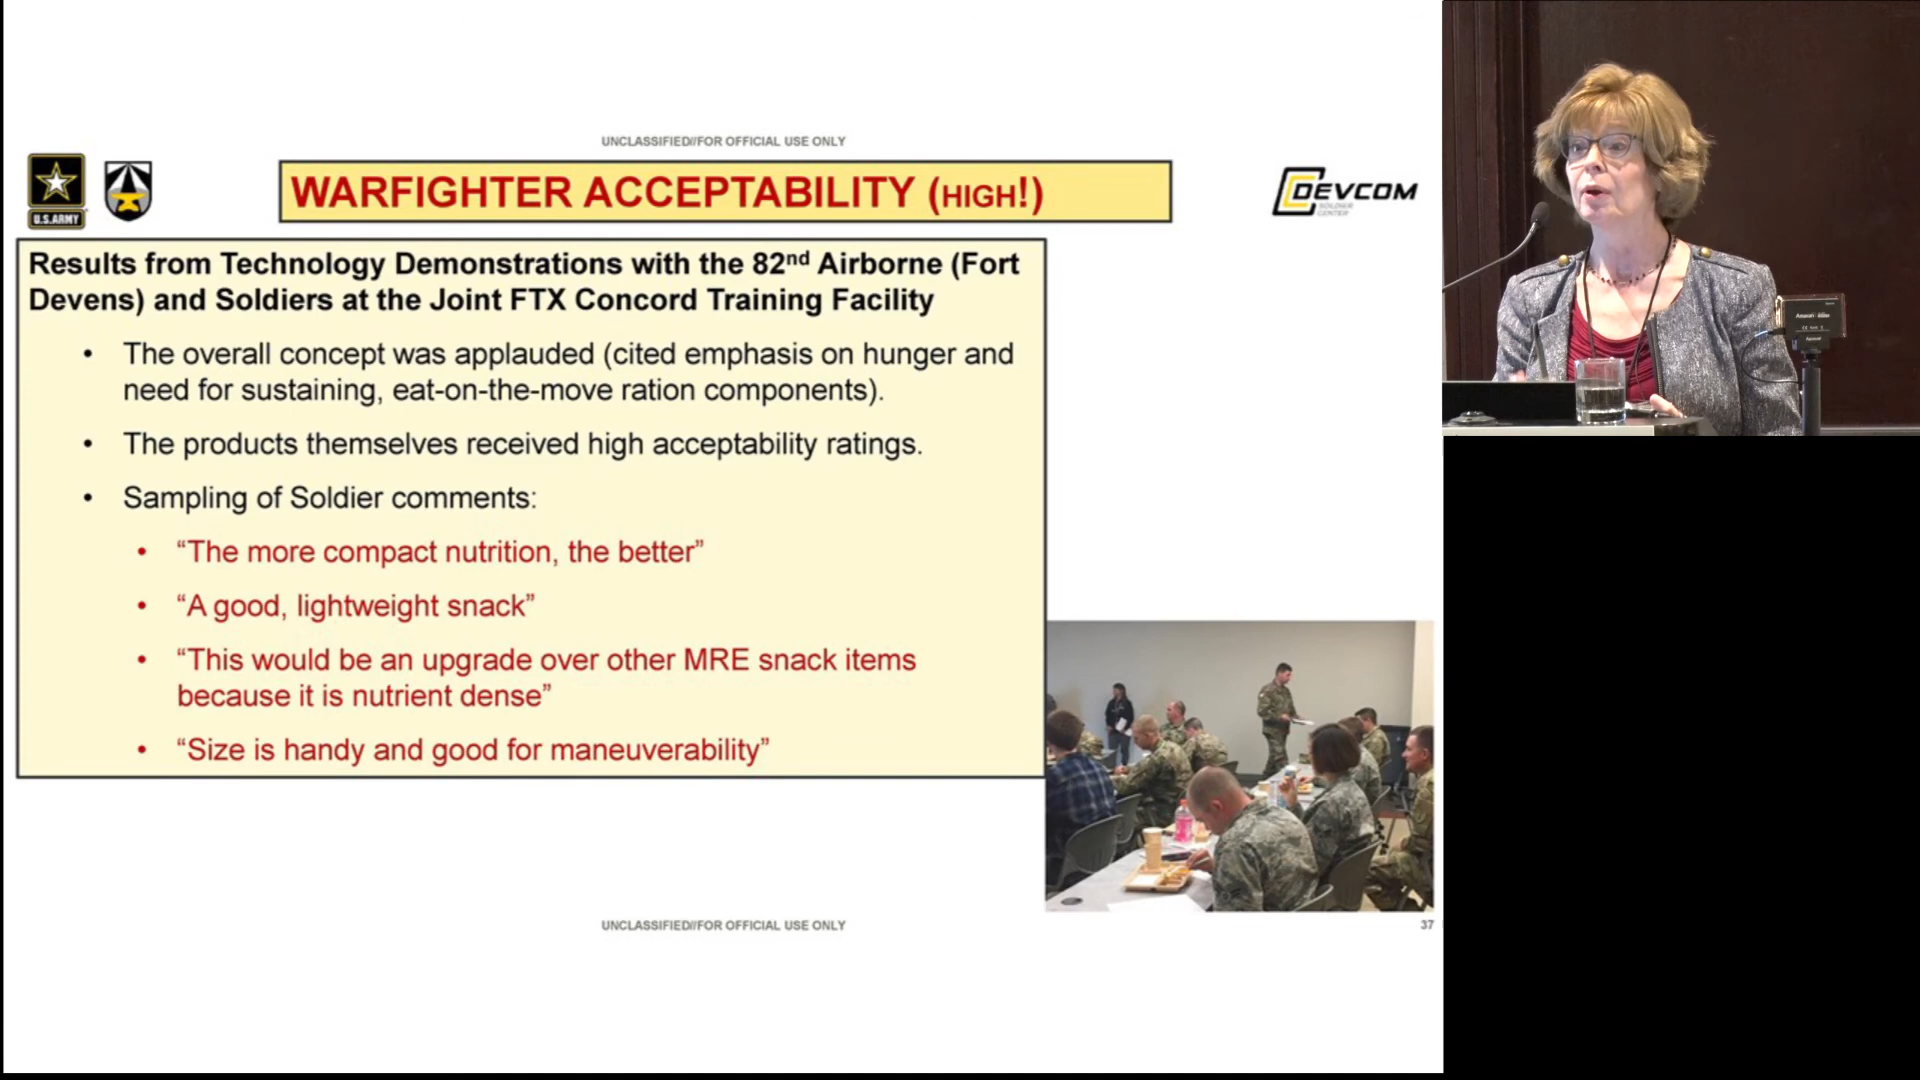 UNCLASSIFIED//FOR OFFICIAL USE ONLY
U.S.ARMY
WARFIGHTER ACCEPTABILITY (HIGH!)
DEVCOM
SOLDIER
CENTER
Results from Technology Demonstrations with the 82nd Airborne (Fort
Devens) and Soldiers at the Joint FTX Concord Training Facility
• The overall concept was applauded (cited emphasis on hunger and
need for sustaining, eat-on-the-move ration components).
• The products themselves received high acceptability ratings.
• Sampling of Soldier comments:
• “The more compact nutrition, the better”
• “A good, lightweight snack”
• “This would be an upgrade over other MRE snack items
because it is nutrient dense”
• “Size is handy and good for maneuverability”
UNCLASSIFIED//FOR OFFICIAL USE ONLY
37